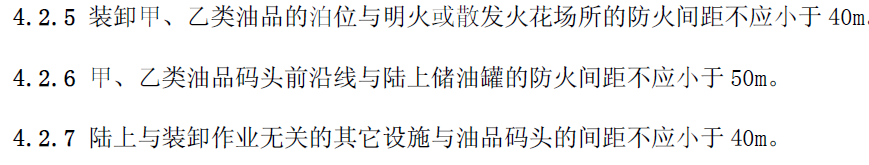 4.2.5 装卸甲、乙类油品的泊位与明火或散发火花场所的防火间距不应小于 40m.
4.2.6 甲、乙类油品码头前沿线与陆上储油罐的防火间距不应小于 50m。
4.2.7 陆上与装卸作业无关的其它设施与油品码头的间距不应小于 40m。